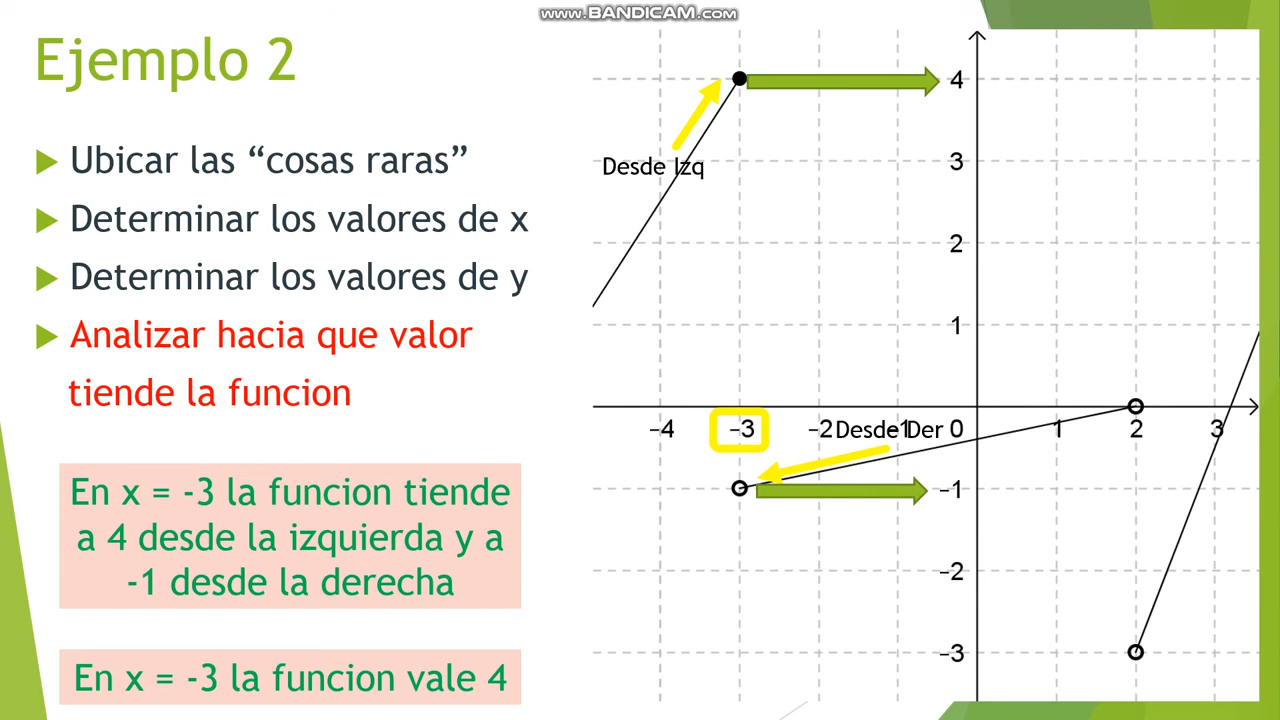 www.BANDICAM.com
Ejemplo 2
Ubicar las “cosas raras”
Determinar los valores de x
Determinar los valores de y
Analizar hacia que valor
tiende la funcion
En x = -3 la funcion tiende
a 4 desde la izquierda y a
-1 desde la derecha
En x = -3 la funcion vale 4
4
Desde Izq
3
2
1
−4 −3 −2 −1 0 1 2 3
Desde Der
−1
−2
−3